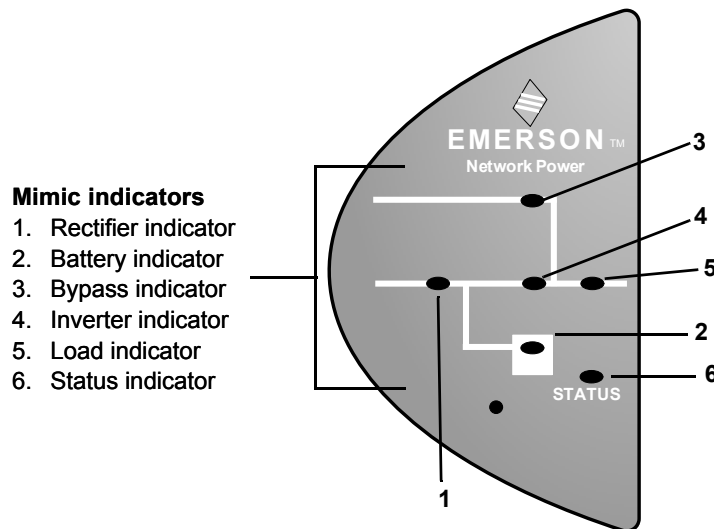 EMERSON TM
Network Power
3
Mimic indicators
1. Rectifier indicator
2. Battery indicator
3. Bypass indicator
4. Inverter indicator
5. Load indicator
6. Status indicator
4
5
2
6
STATUS
1